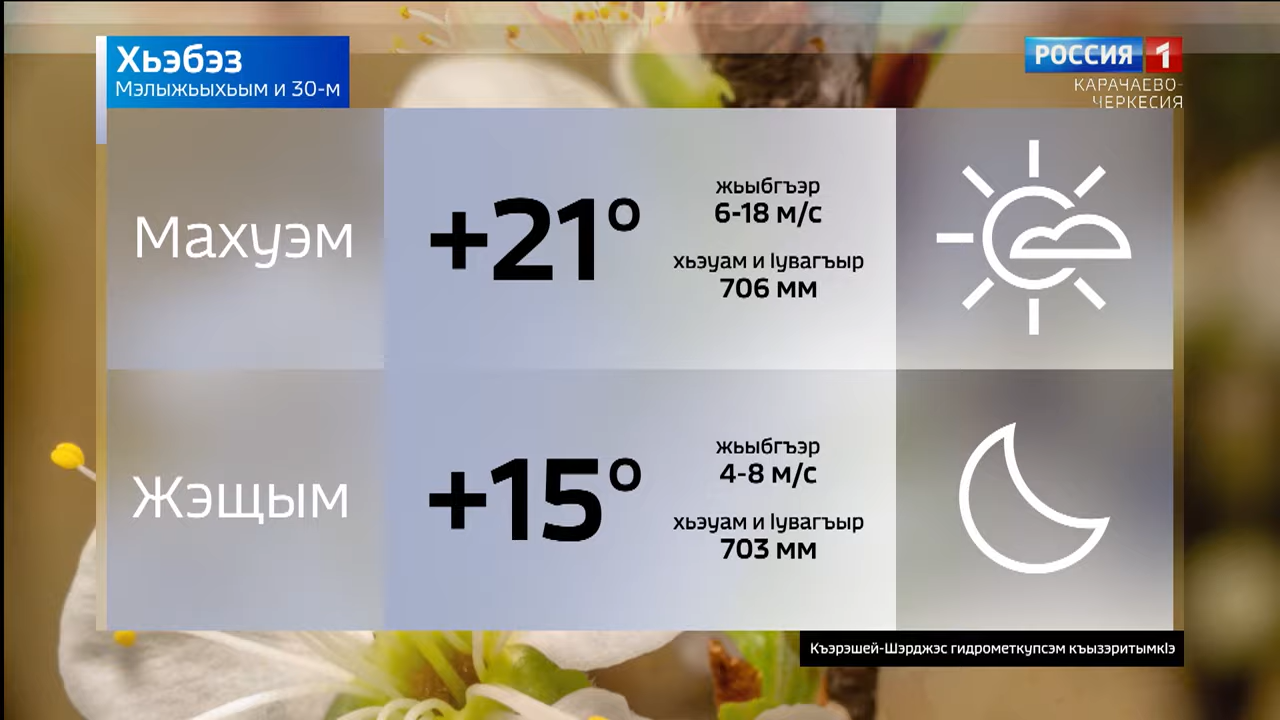 Хьэбэз
Мэлыжьыхьым и 30-м
РОССИЯ 1
КАРАЧАЕВО-
ЧЕРКЕСИЯ
Махуэм
+21°
жьыбгъэр
6-18 м/с
хьэуам и Iувагъыр
706 мм
Жэщым
+15°
жьыбгъэр
4-8 м/с
хьэуам и Iувагъыр
703 мм
Къэрэшей-Шэрджэс гидрометкупсэм къызэритымкIэ